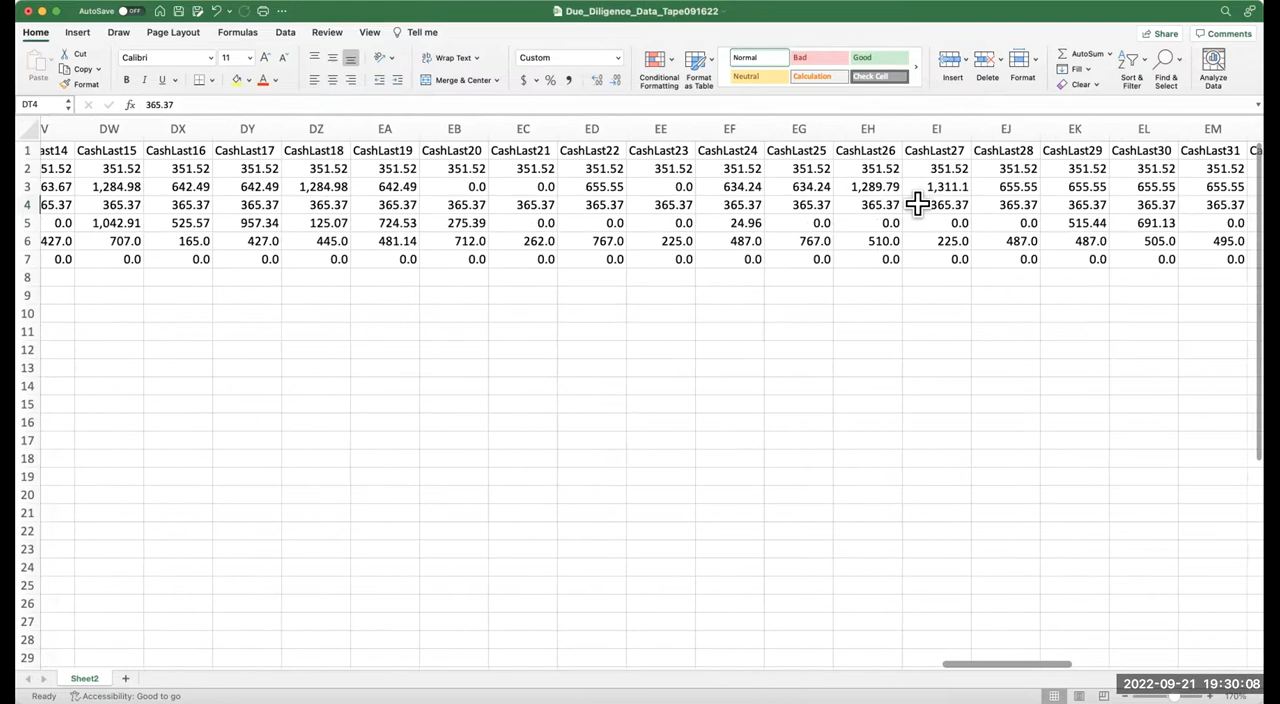 AutoSave OFF Due_Diligence_Data_Tape091622
Home Insert Draw Page Layout Formulas Data Review View Tell me Share Comments
Paste Cut Copy Format Calibri 11 Wrap Text Merge & Center Custom Conditional Formatting Format as Table Normal Bad Good Neutral Calculation Check Cell Insert Delete Format AutoSum Fill Clear Sort & Filter Find & Select Analyze Data
DT4 fx 365.37
V DW DX DY DZ EA EB EC ED EE EF EG EH EI EJ EK EL EM
1 ast14 CashLast15 CashLast16 CashLast17 CashLast18 CashLast19 CashLast20 CashLast21 CashLast22 CashLast23 CashLast24 CashLast25 CashLast26 CashLast27 CashLast28 CashLast29 CashLast30 CashLast31 Ca
2 51.52 351.52 351.52 351.52 351.52 351.52 351.52 351.52 351.52 351.52 351.52 351.52 351.52 351.52 351.52 351.52 351.52 351.52
3 63.67 1,284.98 642.49 642.49 1,284.98 642.49 0.0 0.0 655.55 0.0 634.24 634.24 1,289.79 1,311.1 655.55 655.55 655.55 655.55
4 65.37 365.37 365.37 365.37 365.37 365.37 365.37 365.37 365.37 365.37 365.37 365.37 365.37 365.37 365.37 365.37 365.37 365.37
5 0.0 1,042.91 525.57 957.34 125.07 724.53 275.39 0.0 0.0 0.0 24.96 0.0 0.0 0.0 0.0 515.44 691.13 0.0
6 427.0 707.0 165.0 427.0 445.0 481.14 712.0 262.0 767.0 225.0 487.0 767.0 510.0 225.0 487.0 487.0 505.0 495.0
7 0.0 0.0 0.0 0.0 0.0 0.0 0.0 0.0 0.0 0.0 0.0 0.0 0.0 0.0 0.0 0.0 0.0 0.0
8
9
10
11
12
13
14
15
16
17
18
19
20
21
22
23
24
25
26
27
28
29
Sheet2
2022-09-21 19:30:08
Ready Accessibility: Good to go 170%